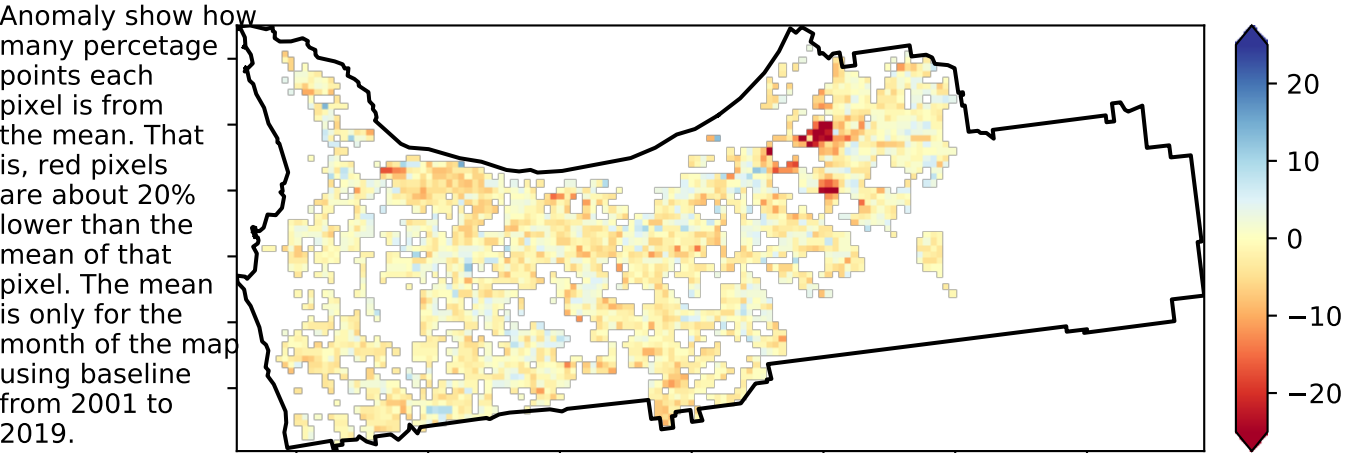 Anomaly show how
many percetage
points each
pixel is from
the mean. That
is, red pixels
are about 20%
lower than the
mean of that
pixel. The mean
is only for the
month of the map
using baseline
from 2001 to
2019.
20
10
0
−10
−20